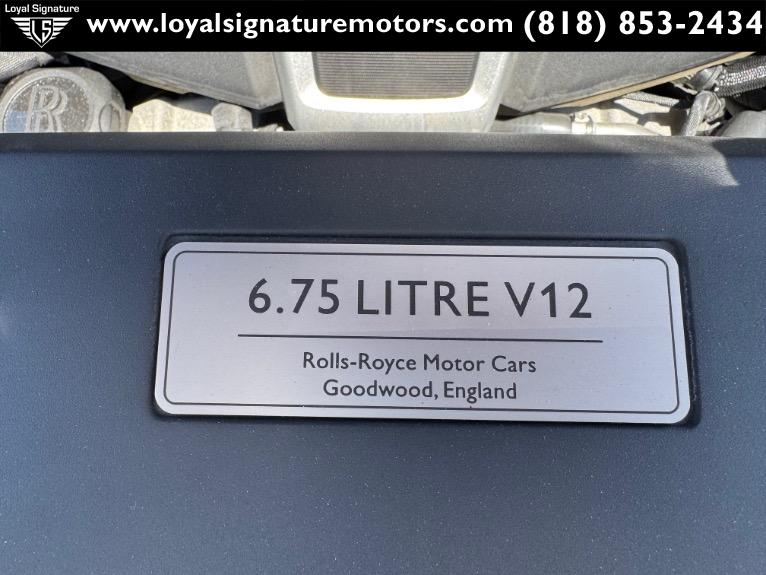 Loyal Signature
LS
www.loyalsignaturemotors.com (818) 853-2434
RR
6.75 LITRE V12
Rolls-Royce Motor Cars
Goodwood, England